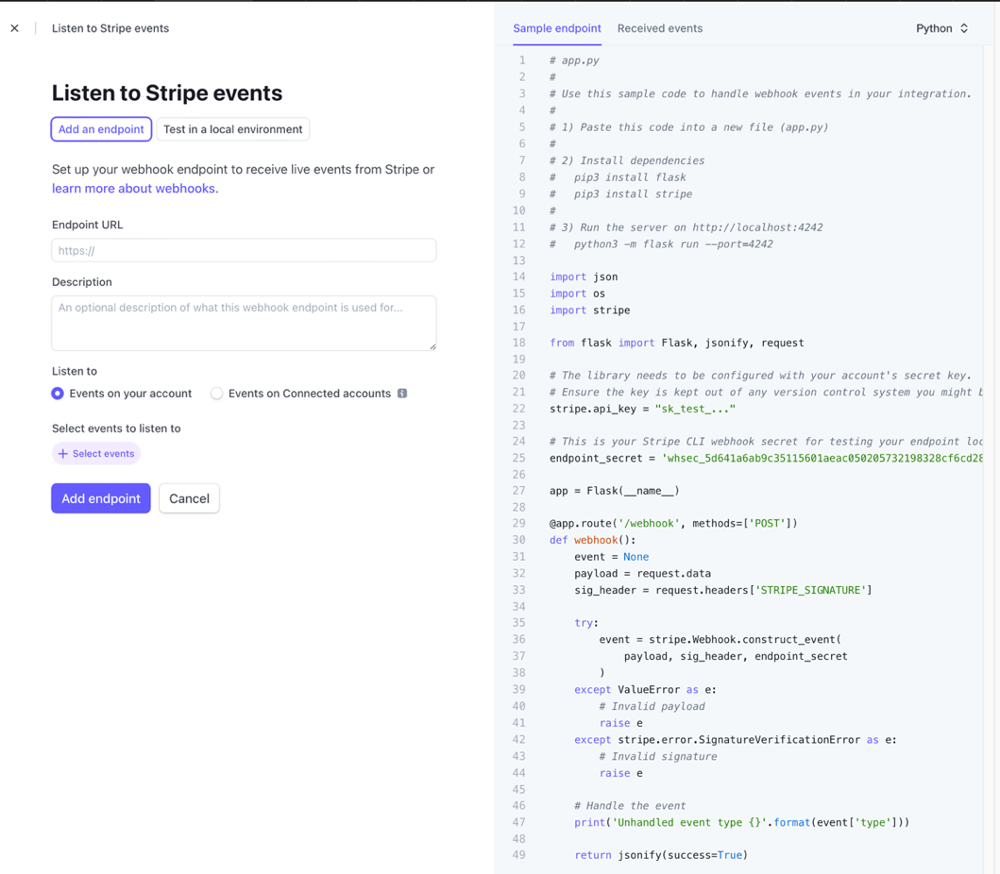 Listen to Stripe events
Listen to Stripe events
Add an endpoint
Test in a local environment
Set up your webhook endpoint to receive live events from Stripe or
learn more about webhooks.
Endpoint URL
https://
Description
An optional description of what this webhook endpoint is used for...
Listen to
Events on your account
Events on Connected accounts
Select events to listen to
+ Select events
Add endpoint
Cancel
Sample endpoint
Received events
Python
1 # app.py
2 #
3 # Use this sample code to handle webhook events in your integration.
4 #
5 # 1) Paste this code into a new file (app.py)
6 #
7 # 2) Install dependencies
8 #   pip3 install flask
9 #   pip3 install stripe
10 #
11 # 3) Run the server on http://localhost:4242
12 #   python3 -m flask run --port=4242
13
14 import json
15 import os
16 import stripe
17
18 from flask import Flask, jsonify, request
19
20 # The library needs to be configured with your account's secret key.
21 # Ensure the key is kept out of any version control system you might b
22 stripe.api_key = "sk_test_..."
23
24 # This is your Stripe CLI webhook secret for testing your endpoint loc
25 endpoint_secret = 'whsec_5d641a6ab9c35115601aeac050205732198328cf6cd28
26
27 app = Flask(__name__)
28
29 @app.route('/webhook', methods=['POST'])
30 def webhook():
31     event = None
32     payload = request.data
33     sig_header = request.headers['STRIPE_SIGNATURE']
34
35     try:
36         event = stripe.Webhook.construct_event(
37             payload, sig_header, endpoint_secret
38         )
39     except ValueError as e:
40         # Invalid payload
41         raise e
42     except stripe.error.SignatureVerificationError as e:
43         # Invalid signature
44         raise e
45
46     # Handle the event
47     print('Unhandled event type {}'.format(event['type']))
48
49     return jsonify(success=True)